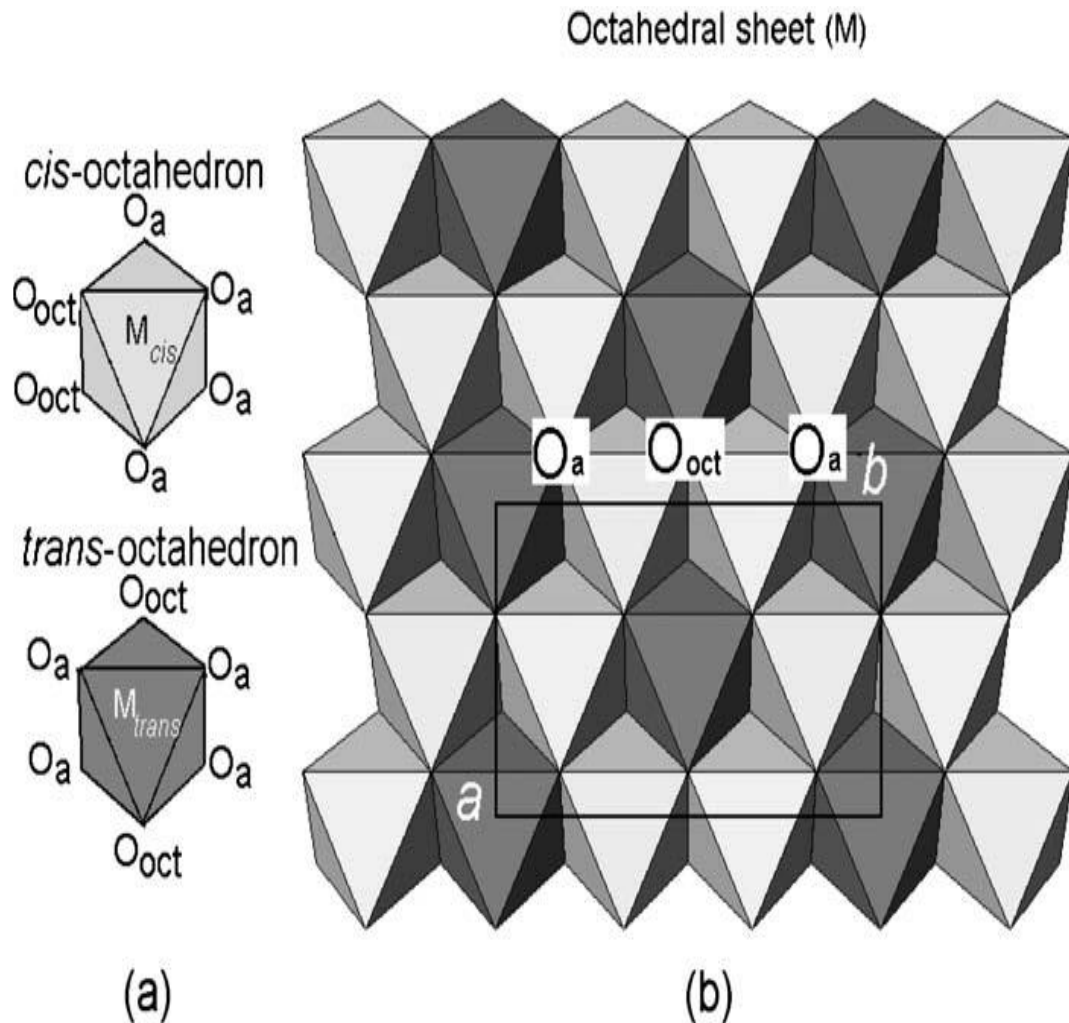 Octahedral sheet (M)
cis-octahedron
Oa
Ooct Oa
Mcis
Ooct Oa
Oa
trans-octahedron
Ooct
Oa Oa
Mtrans
Oa Oa
Ooct
(a)
Oa Ooct Oa
b
a
(b)